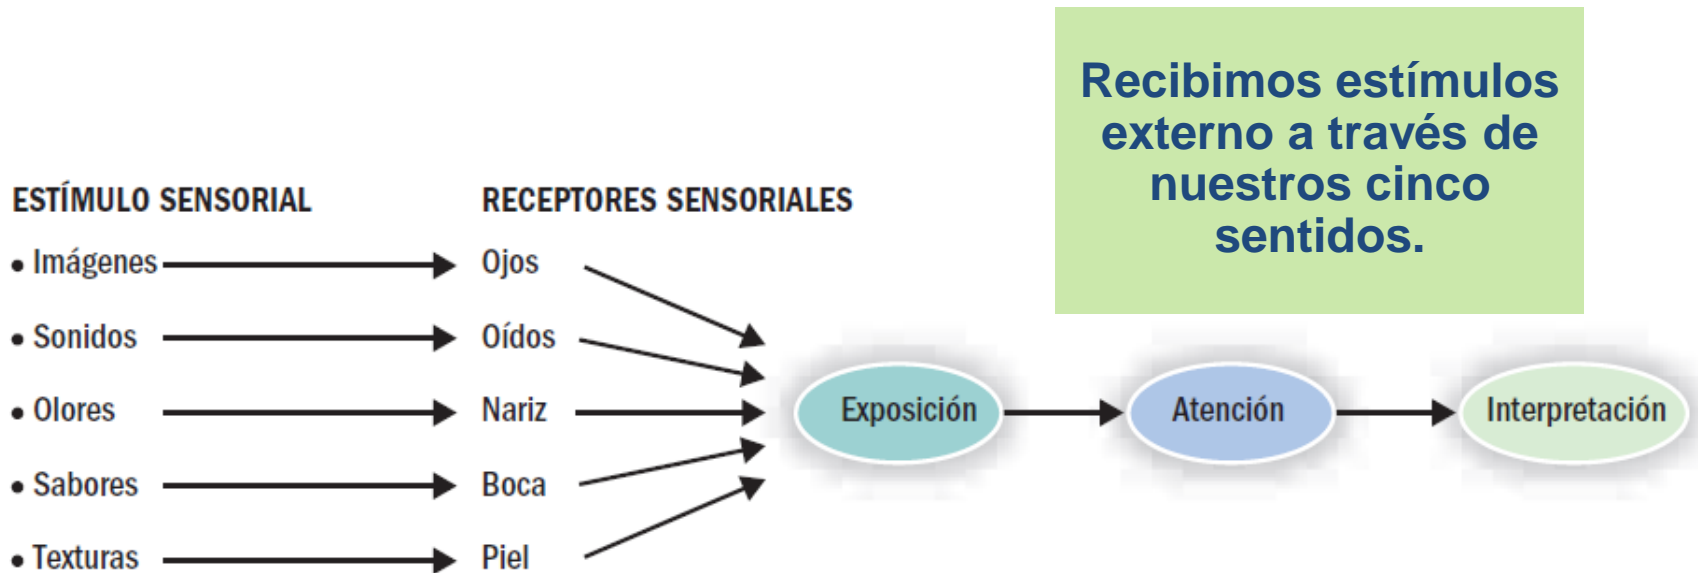 Recibimos estímulos
externo a través de
nuestros cinco
sentidos.
ESTÍMULO SENSORIAL RECEPTORES SENSORIALES
• Imágenes Ojos
• Sonidos Oídos
• Olores Nariz Exposición Atención Interpretación
• Sabores Boca
• Texturas Piel